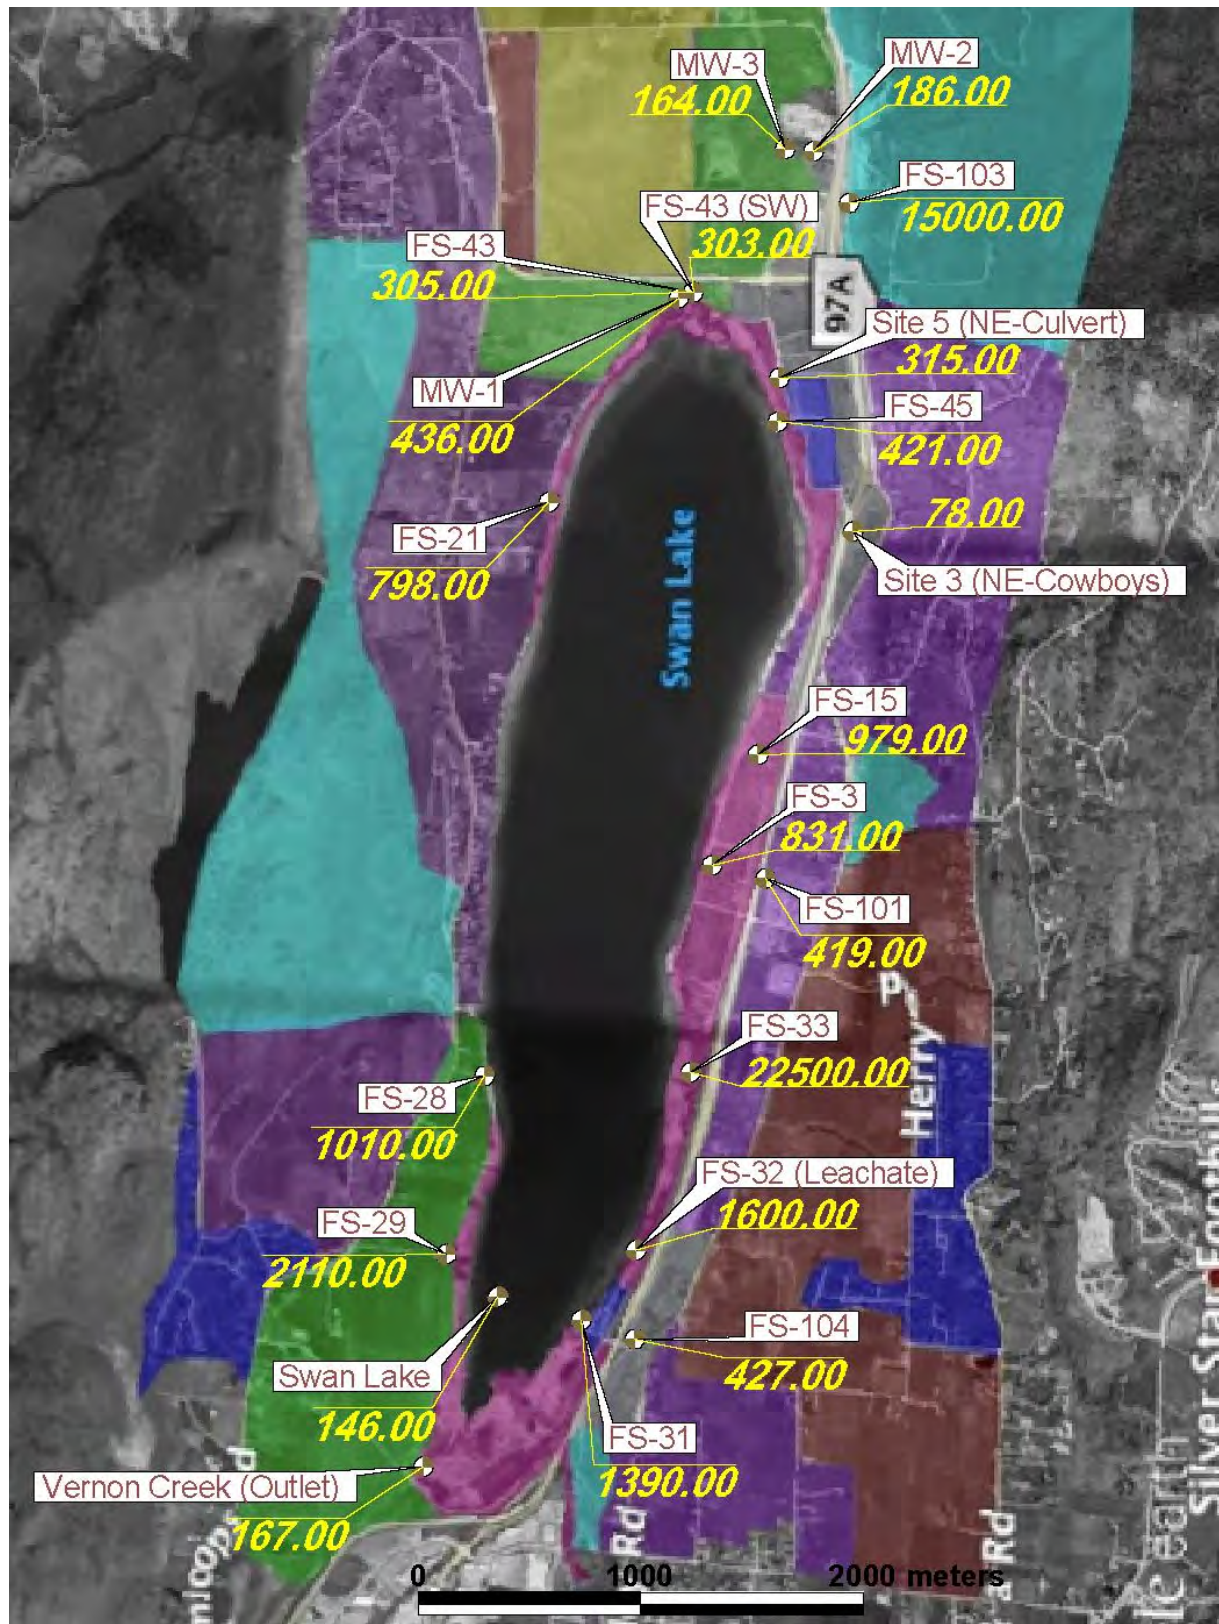 MW-3
MW-2
164.00
186.00
FS-103
15000.00
FS-43 (SW)
303.00
FS-43
305.00
97A
Site 5 (NE-Culvert)
315.00
MW-1
436.00
FS-45
421.00
78.00
FS-21
798.00
Site 3 (NE-Cowboys)
Swan Lake
FS-15
979.00
FS-3
831.00
FS-101
419.00
P
Herry
FS-33
22500.00
FS-28
1010.00
FS-32 (Leachate)
1600.00
FS-29
2110.00
FS-104
427.00
Swan Lake
146.00
FS-31
1390.00
Vernon Creek (Outlet)
167.00
Rd
Rd
0 1000 2000 meters